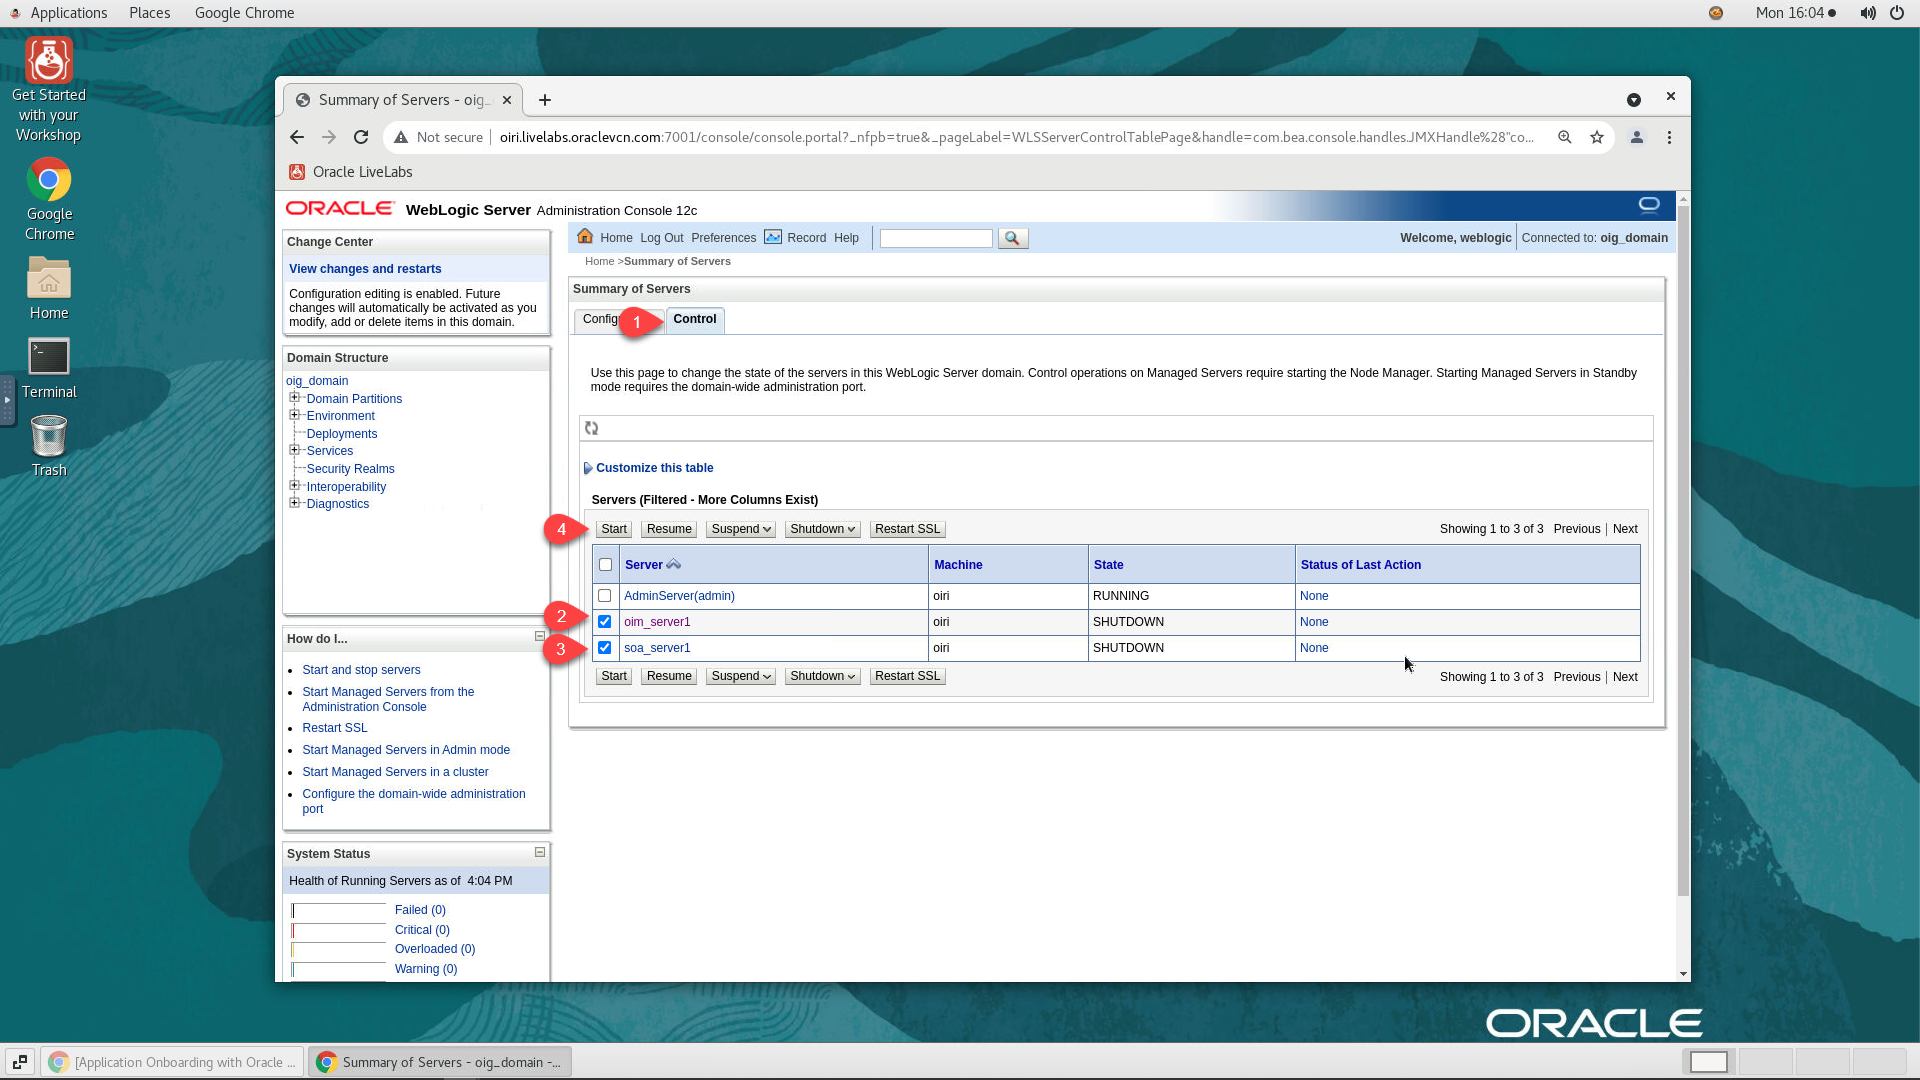 Applications Places Google Chrome Mon 16:04
Get Started
with your
Workshop
Google
Chrome
Home
Terminal
Trash
Summary of Servers - oig_
Not secure oiri.livelabs.oraclevcn.com:7001/console/console.portal?_nfpb=true&_pageLabel=WLSServerControlTablePage&handle=com.bea.console.handles.JMXHandle%28"co...
Oracle LiveLabs
ORACLE WebLogic Server Administration Console 12c
Change Center
View changes and restarts
Configuration editing is enabled. Future
changes will automatically be activated as you
modify, add or delete items in this domain.
Domain Structure
oig_domain
Domain Partitions
Environment
Deployments
Services
Security Realms
Interoperability
Diagnostics
How do I...
Start and stop servers
Start Managed Servers from the
Administration Console
Restart SSL
Start Managed Servers in Admin mode
Start Managed Servers in a cluster
Configure the domain-wide administration
port
System Status
Health of Running Servers as of 4:04 PM
Failed (0)
Critical (0)
Overloaded (0)
Warning (0)
Home Log Out Preferences Record Help
Welcome, weblogic Connected to: oig_domain
Home >Summary of Servers
Summary of Servers
Config 1 Control
Use this page to change the state of the servers in this WebLogic Server domain. Control operations on Managed Servers require starting the Node Manager. Starting Managed Servers in Standby
mode requires the domain-wide administration port.
Customize this table
Servers (Filtered - More Columns Exist)
4 Start Resume Suspend Shutdown Restart SSL Showing 1 to 3 of 3 Previous | Next
Server Machine State Status of Last Action
AdminServer(admin) oiri RUNNING None
2 oim_server1 oiri SHUTDOWN None
3 soa_server1 oiri SHUTDOWN None
Start Resume Suspend Shutdown Restart SSL Showing 1 to 3 of 3 Previous | Next
ORACLE
[Application Onboarding with Oracle ... Summary of Servers - oig_domain -...